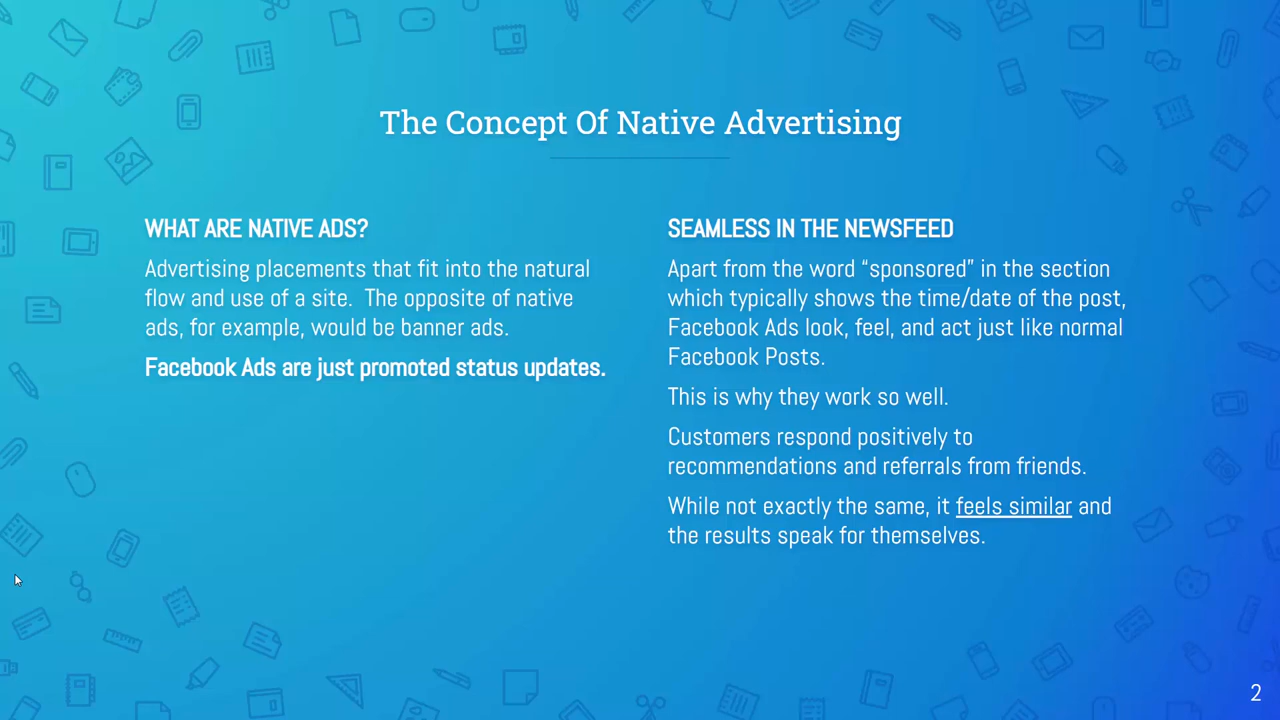 The Concept Of Native Advertising
WHAT ARE NATIVE ADS?
Advertising placements that fit into the natural
flow and use of a site.  The opposite of native
ads, for example, would be banner ads.
Facebook Ads are just promoted status updates.
SEAMLESS IN THE NEWSFEED
Apart from the word “sponsored” in the section
which typically shows the time/date of the post,
Facebook Ads look, feel, and act just like normal
Facebook Posts.
This is why they work so well.
Customers respond positively to
recommendations and referrals from friends.
While not exactly the same, it feels similar and
the results speak for themselves.
2